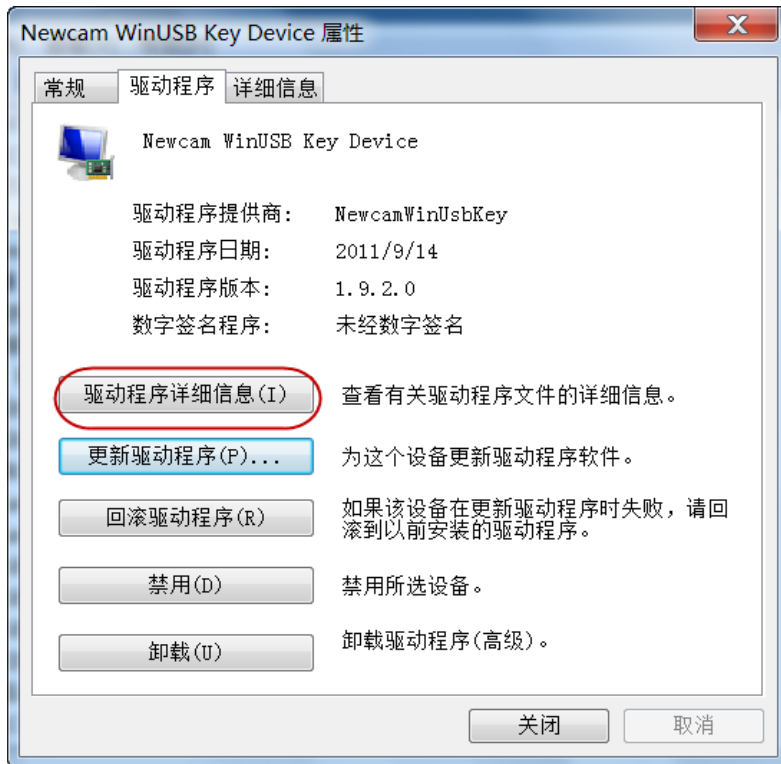 Newcam WinUSB Key Device 属性
常规
驱动程序
详细信息
Newcam WinUSB Key Device
驱动程序提供商: NewcamWinUsbKey
驱动程序日期: 2011/9/14
驱动程序版本: 1.9.2.0
数字签名程序: 未经数字签名
驱动程序详细信息(I) 查看有关驱动程序文件的详细信息。
更新驱动程序(P)... 为这个设备更新驱动程序软件。
回滚驱动程序(R) 如果该设备在更新驱动程序时失败，请回
滚到以前安装的驱动程序。
禁用(D) 禁用所选设备。
卸载(U) 卸载驱动程序(高级)。
关闭 取消